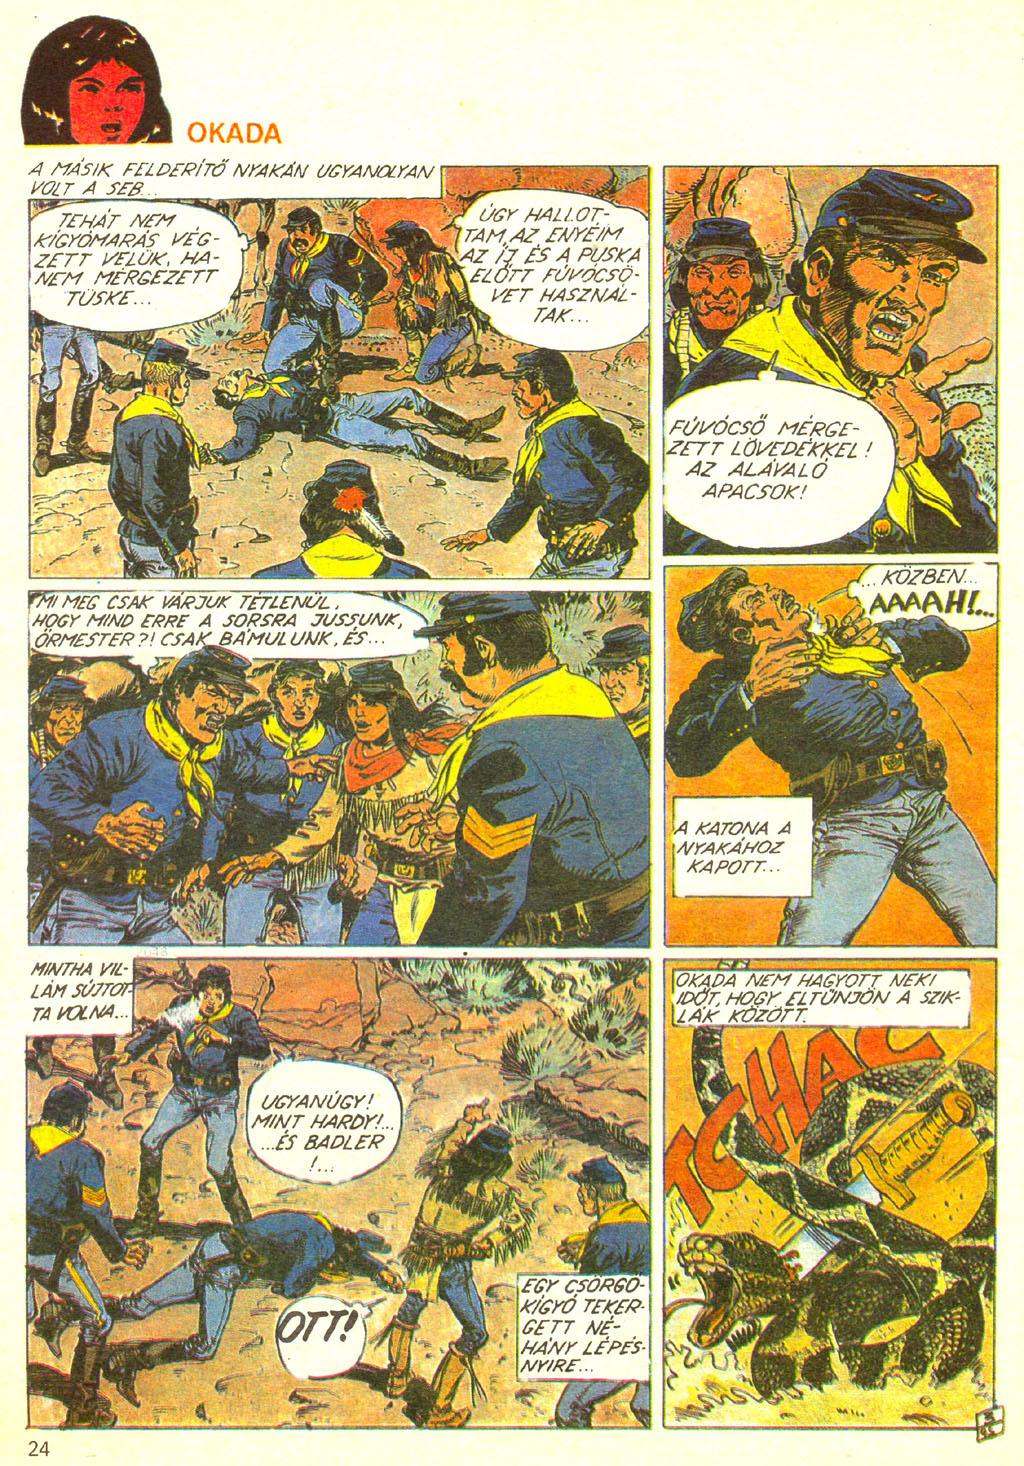 OKADA
A MÁSIK FELDERÍTŐ NYAKÁN UGYANOLYAN
VOLT A SEB...
TEHÁT NEM
KÍGYÓMARÁS VÉG-
ZETT VELÜK, HA-
NEM MÉRGEZETT
TÜSKE...
ÚGY HALLOT-
TAM, AZ ENYÉIM
AZ ÍJ ÉS A PUSKA
ELŐTT FÚVÓCSÖ-
VET HASZNÁL-
TAK...
FÚVÓCSŐ MÉRGE-
ZETT LÖVEDÉKKEL!
AZ ALÁVALÓ
APACSOK!
MI MEG CSAK VÁRJUK TÉTLENÜL,
HOGY MIND ERRE A SORSRA JUSSUNK,
ŐRMESTER?! CSAK BÁMULUNK, ÉS...
... KÖZBEN...
AAAAH!...
A KATONA A
NYAKÁHOZ
KAPOTT...
MINTHA VIL-
LÁM SÚJTOT-
TA VOLNA...
UGYANÚGY!
MINT HARDY!...
...ÉS BADLER
!...
OTT!
EGY CSÖRGŐ-
KÍGYÓ TEKER-
GETT NÉ-
HÁNY LÉPÉS-
NYIRE...
OKADA NEM HAGYOTT NEKI
IDŐT, HOGY ELTŰNJÖN A SZIK-
LÁK KÖZÖTT.
TCHAC
24